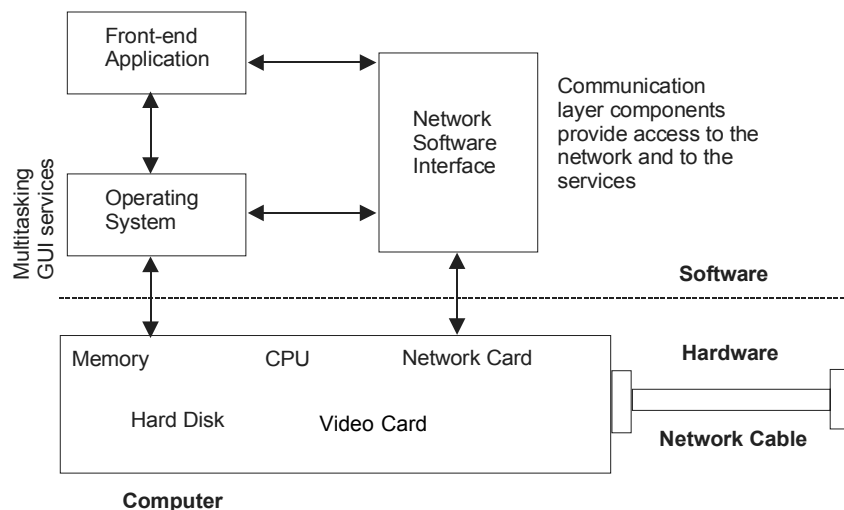 Front-end
Application
Network
Software
Interface
Communication
layer components
provide access to the
network and to the
services
Multitasking
GUI services
Operating
System
Software
Memory
CPU
Network Card
Hardware
Hard Disk
Video Card
Network Cable
Computer